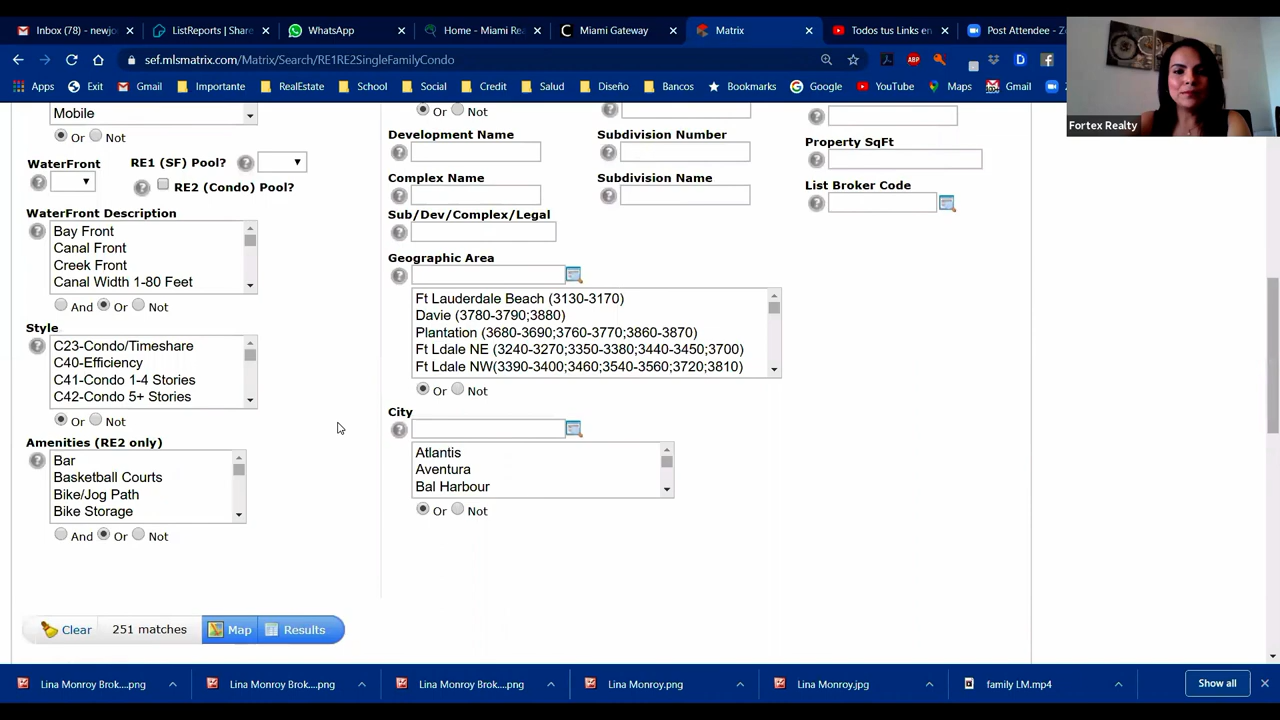 Inbox (78) - newjo
ListReports | Share
WhatsApp
Home - Miami Re
Miami Gateway
Matrix
Todos tus Links en
Post Attendee - Zo
sef.mlsmatrix.com/Matrix/Search/RE1RE2SingleFamilyCondo
Apps Exit Gmail Importante RealEstate School Social Credit Salud Diseño Bancos Bookmarks Google YouTube Gmail Maps
Fortex Realty
Mobile
Or Not
WaterFront
RE1 (SF) Pool?
RE2 (Condo) Pool?
WaterFront Description
Bay Front
Canal Front
Creek Front
Canal Width 1-80 Feet
And Or Not
Style
C23-Condo/Timeshare
C40-Efficiency
C41-Condo 1-4 Stories
C42-Condo 5+ Stories
Or Not
Amenities (RE2 only)
Bar
Basketball Courts
Bike/Jog Path
Bike Storage
And Or Not
Or Not
Development Name
Subdivision Number
Complex Name
Subdivision Name
Sub/Dev/Complex/Legal
Geographic Area
Ft Lauderdale Beach (3130-3170)
Davie (3780-3790;3880)
Plantation (3680-3690;3760-3770;3860-3870)
Ft Ldale NE (3240-3270;3350-3380;3440-3450;3700)
Ft Ldale NW(3390-3400;3460;3540-3560;3720;3810)
Or Not
City
Atlantis
Aventura
Bal Harbour
Or Not
Property SqFt
List Broker Code
Clear 251 matches Map Results
Lina Monroy Brok....png
Lina Monroy Brok....png
Lina Monroy Brok....png
Lina Monroy.png
Lina Monroy.jpg
family LM.mp4
Show all